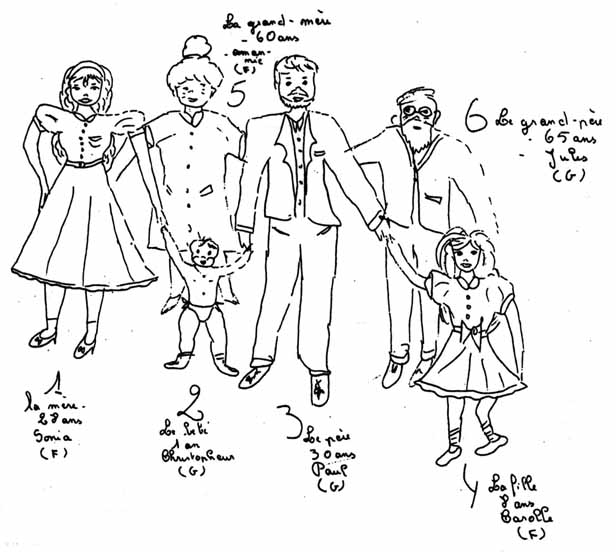 La grand-mère
- 60 ans
(F)
5
6 Le grand-père
- 65 ans
- Jules
(G)
1
la mère
28 ans
Sonia
(F)
2
Le bébé
1 an
(G)
3 Le père
30 ans
Paul
(G)
4 La fille
8 ans
(F)